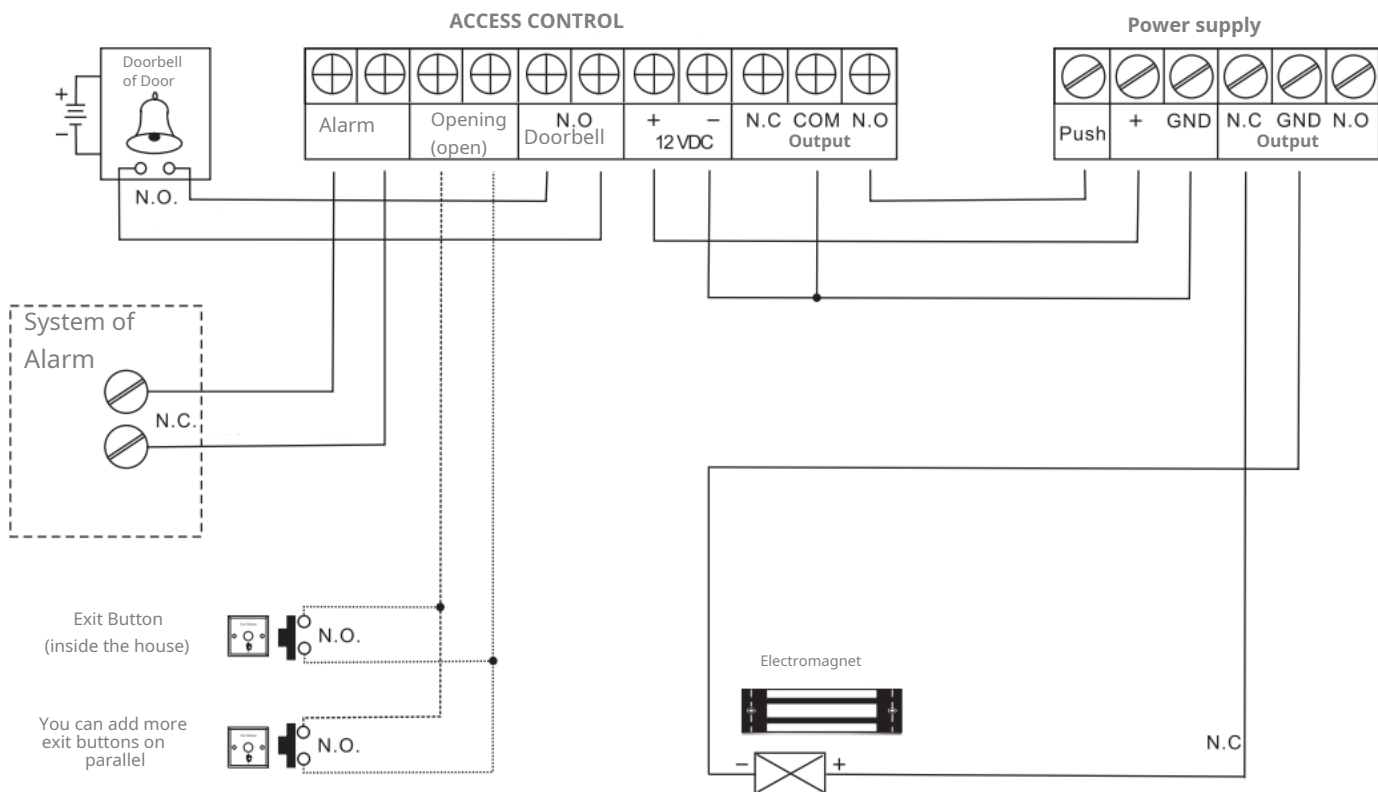 ACCESS CONTROL
Power supply
Doorbell
of Door
+
−
N.O.
Alarm
Opening
(open)
N.O
Doorbell
+ −
12 VDC
N.C COM N.O
Output
Push
+
GND
N.C GND N.O
Output
System of
Alarm
N.C.
Exit Button
(inside the house)
N.O.
You can add more
exit buttons on
parallel
N.O.
Electromagnet
N.C
− +